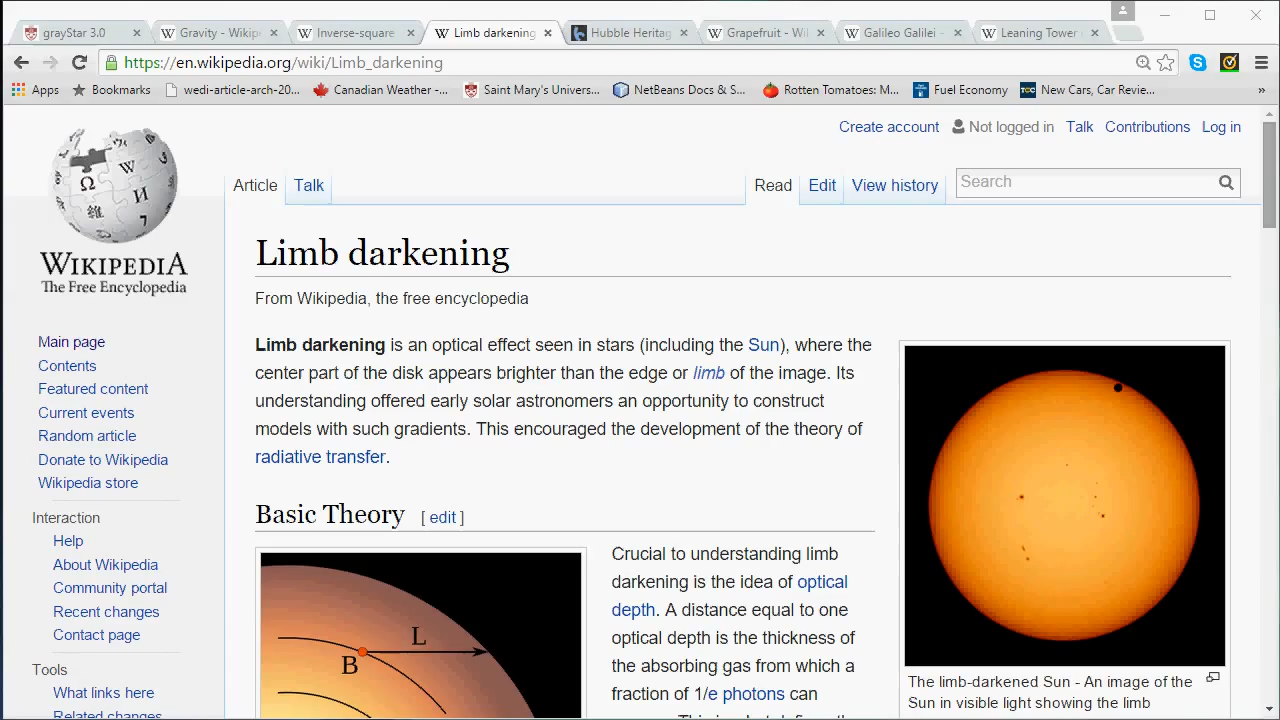 grayStar 3.0
Gravity - Wikip
Inverse-square
Limb darkening
Hubble Heritag
Grapefruit - Wi
Galileo Galilei -
Leaning Tower
https://en.wikipedia.org/wiki/Limb_darkening
Apps
Bookmarks
vedi-article-arch-20...
Canadian Weather -...
Saint Mary's Univers...
NetBeans Docs & S...
Rotten Tomatoes: M...
Fuel Economy
TCC
New Cars, Car Revie...
»
Create account
Not logged in
Talk
Contributions
Log in
Article
Talk
Read
Edit
View history
Search
Ω
W
И
維
7
WIKIPEDIA
The Free Encyclopedia
Main page
Contents
Featured content
Current events
Random article
Donate to Wikipedia
Wikipedia store
Interaction
Help
About Wikipedia
Community portal
Recent changes
Contact page
Tools
What links here
Related changes
Limb darkening
From Wikipedia, the free encyclopedia
Limb darkening is an optical effect seen in stars (including the Sun), where the
center part of the disk appears brighter than the edge or limb of the image. Its
understanding offered early solar astronomers an opportunity to construct
models with such gradients. This encouraged the development of the theory of
radiative transfer.
Basic Theory [ edit ]
L
B
Crucial to understanding limb
darkening is the idea of optical
depth. A distance equal to one
optical depth is the thickness of
the absorbing gas from which a
fraction of 1/e photons can
The limb-darkened Sun - An image of the
Sun in visible light showing the limb